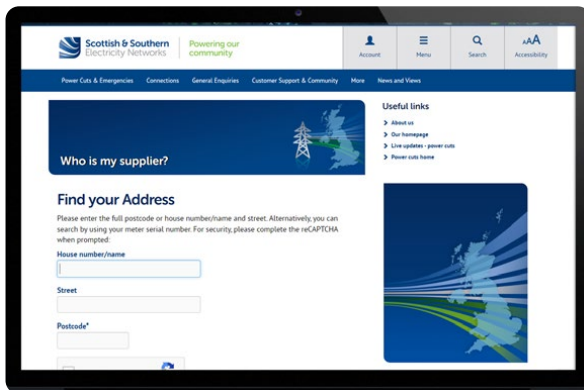 Scottish & Southern
Electricity Networks
Powering our
community
Account
Menu
Search
AAA
Accessibility
Power Cuts & Emergencies
Connections
General Enquiries
Customer Support & Community
More
News and Views
Who is my supplier?
Useful links
About us
Our homepage
Live updates - power cuts
Power cuts home
Find your Address
Please enter the full postcode or house number/name and street. Alternatively, you can
search by using your meter serial number. For security, please complete the reCAPTCHA
when prompted:
House number/name
Street
Postcode*